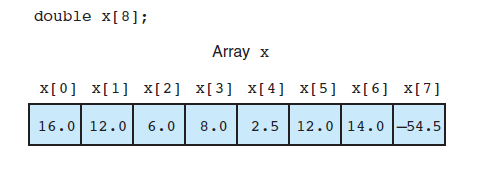 double x[8];
Array x
x[0] x[1] x[2] x[3] x[4] x[5] x[6] x[7]
16.0 12.0 6.0 8.0 2.5 12.0 14.0 –54.5